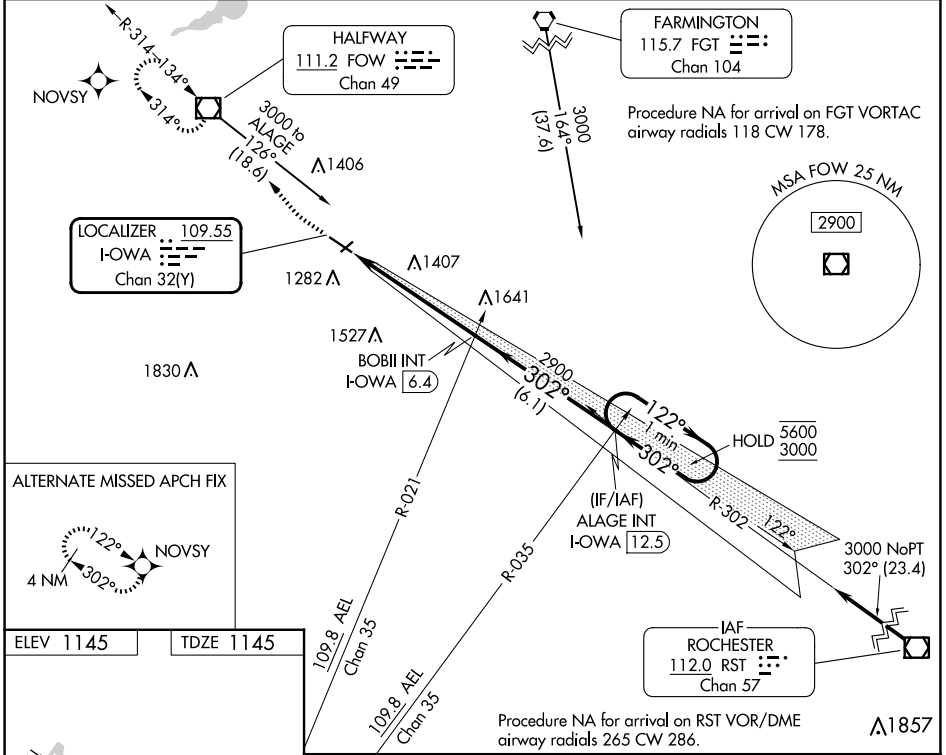 R-314
134°
314°
NOVSY
HALFWAY
111.2 FOW
Chan 49
3000 to
ALAGE
126°
(18.6)
1406
FARMINGTON
115.7 FGT
Chan 104
3000
164°
(37.6)
Procedure NA for arrival on FGT VORTAC
airway radials 118 CW 178.
MSA FOW 25 NM
2900
LOCALIZER 109.55
I-OWA
Chan 32(Y)
1282
1407
1641
1527
1830
BOBII INT
I-OWA 6.4
2900
302°
(6.1)
122°
1 min
302°
HOLD 5600
3000
(IF/IAF)
ALAGE INT
I-OWA 12.5
R-302
122°
3000 NoPT
302° (23.4)
R-021
R-035
109.8 AEL
Chan 35
109.8 AEL
Chan 35
IAF
ROCHESTER
112.0 RST
Chan 57
Procedure NA for arrival on RST VOR/DME
airway radials 265 CW 286.
1857
ALTERNATE MISSED APCH FIX
122°
302°
4 NM
NOVSY
ELEV 1145
TDZE 1145